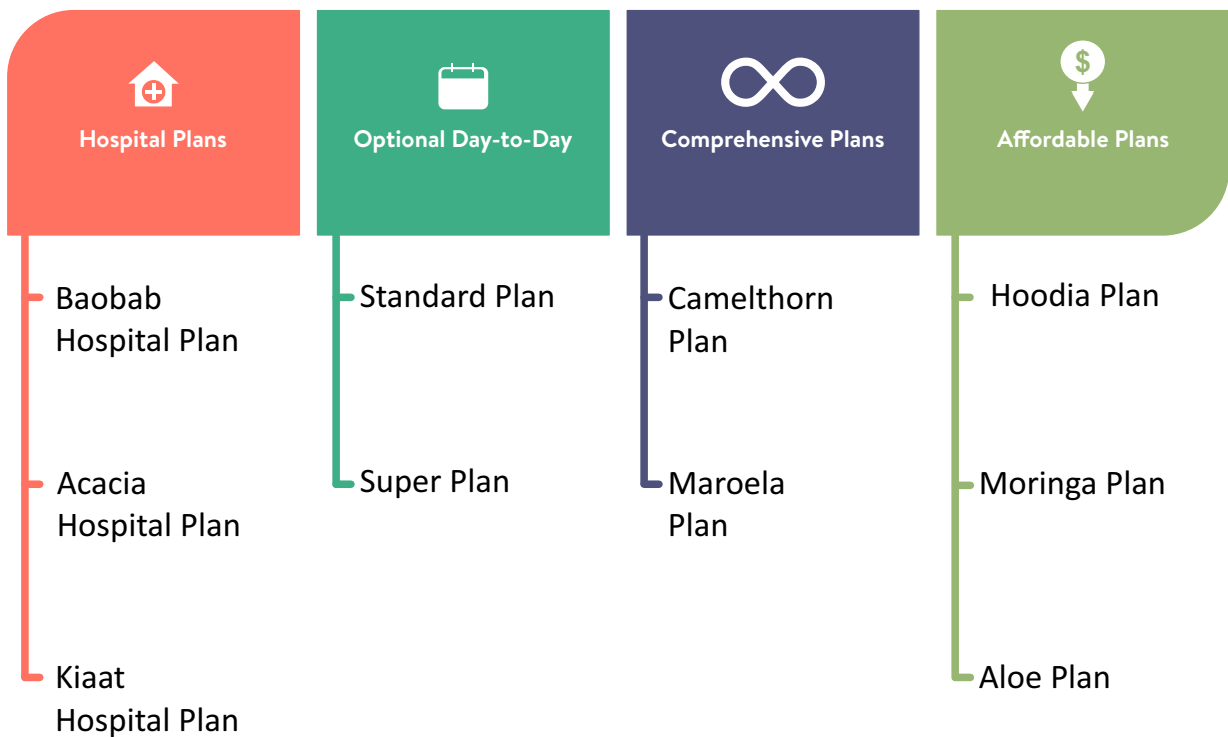 Hospital Plans
Baobab
Hospital Plan
Acacia
Hospital Plan
Kiaat
Hospital Plan
Optional Day-to-Day
Standard Plan
Super Plan
Comprehensive Plans
Camelthorn
Plan
Maroela
Plan
$
Affordable Plans
Hoodia Plan
Moringa Plan
Aloe Plan